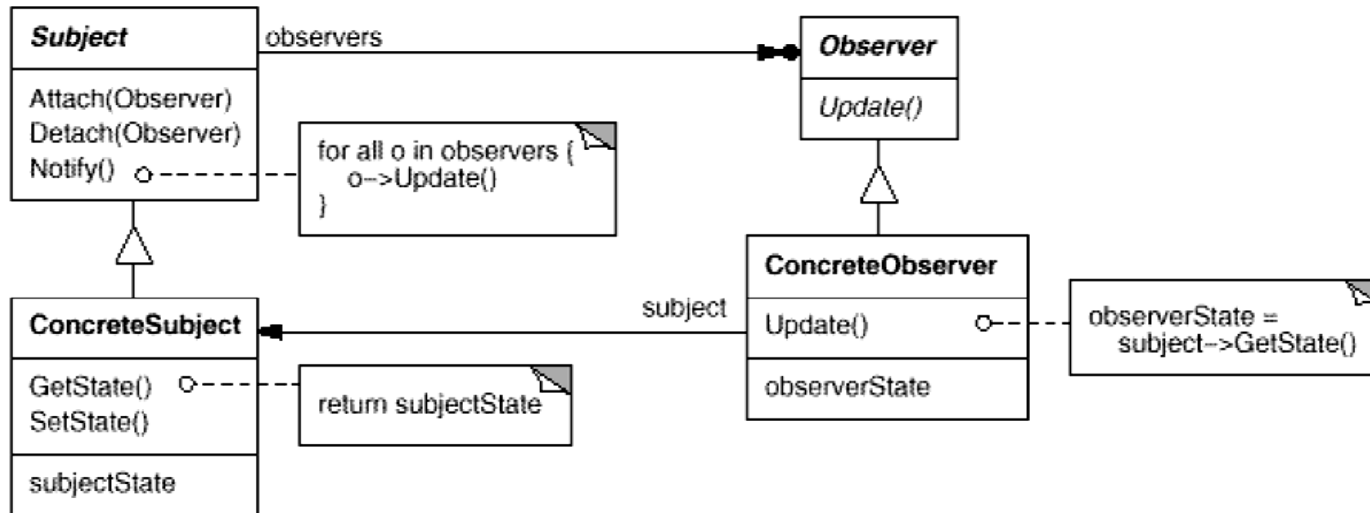 Subject
Attach(Observer)
Detach(Observer)
Notify()
observers
for all o in observers {
o->Update()
}
Observer
Update()
ConcreteSubject
GetState()
SetState()
subjectState
return subjectState
subject
ConcreteObserver
Update()
observerState
observerState =
subject->GetState()